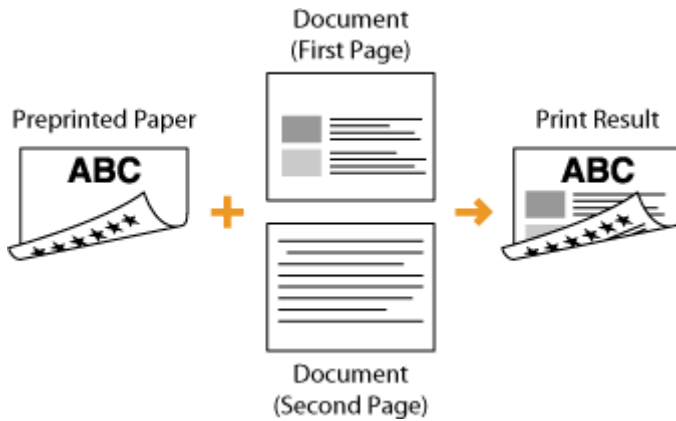 Document
(First Page)
Preprinted Paper
ABC
Print Result
ABC
Document
(Second Page)